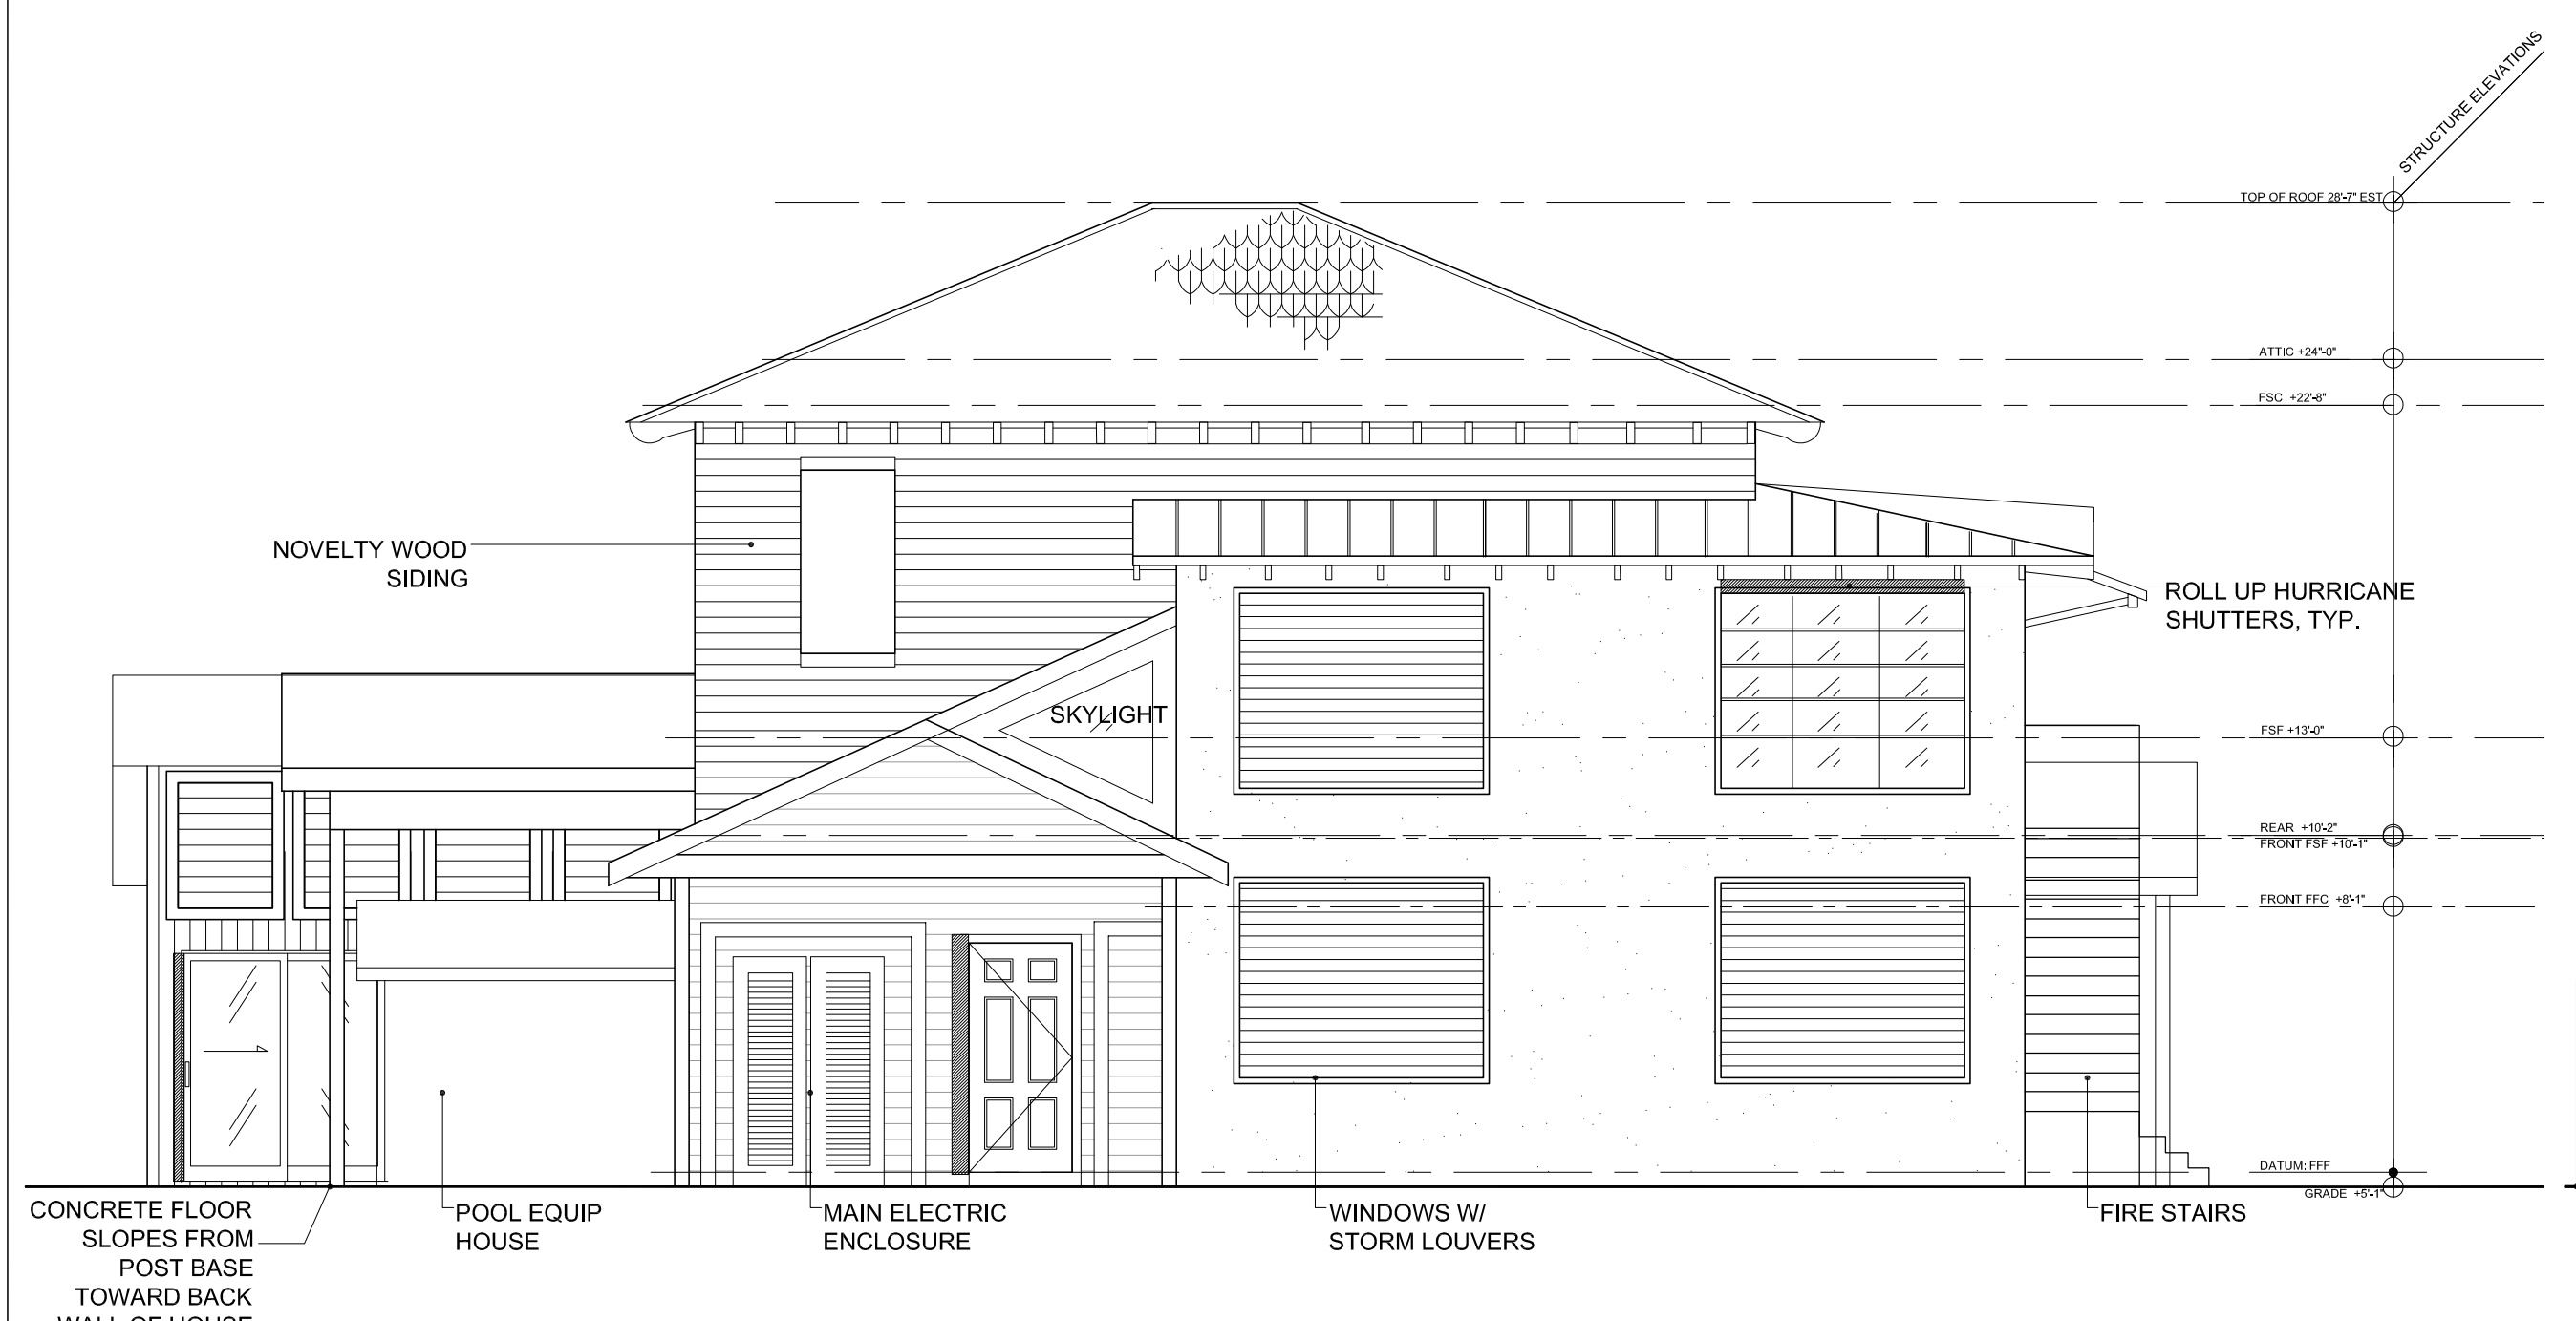 STRUCTURE ELEVATIONS
TOP OF ROOF 28'-7" EST
ATTIC +24"-0"
FSC +22'-8"
NOVELTY WOOD
SIDING
ROLL UP HURRICANE
SHUTTERS, TYP.
SKYLIGHT
FSF +13'-0"
REAR +10'-2"
FRONT FSF +10'-1"
FRONT FFC +8'-1"
DATUM: FFF
GRADE +5'-1"
CONCRETE FLOOR
SLOPES FROM
POST BASE
TOWARD BACK
WALL OF HOUSE
POOL EQUIP
HOUSE
MAIN ELECTRIC
ENCLOSURE
WINDOWS W/
STORM LOUVERS
FIRE STAIRS